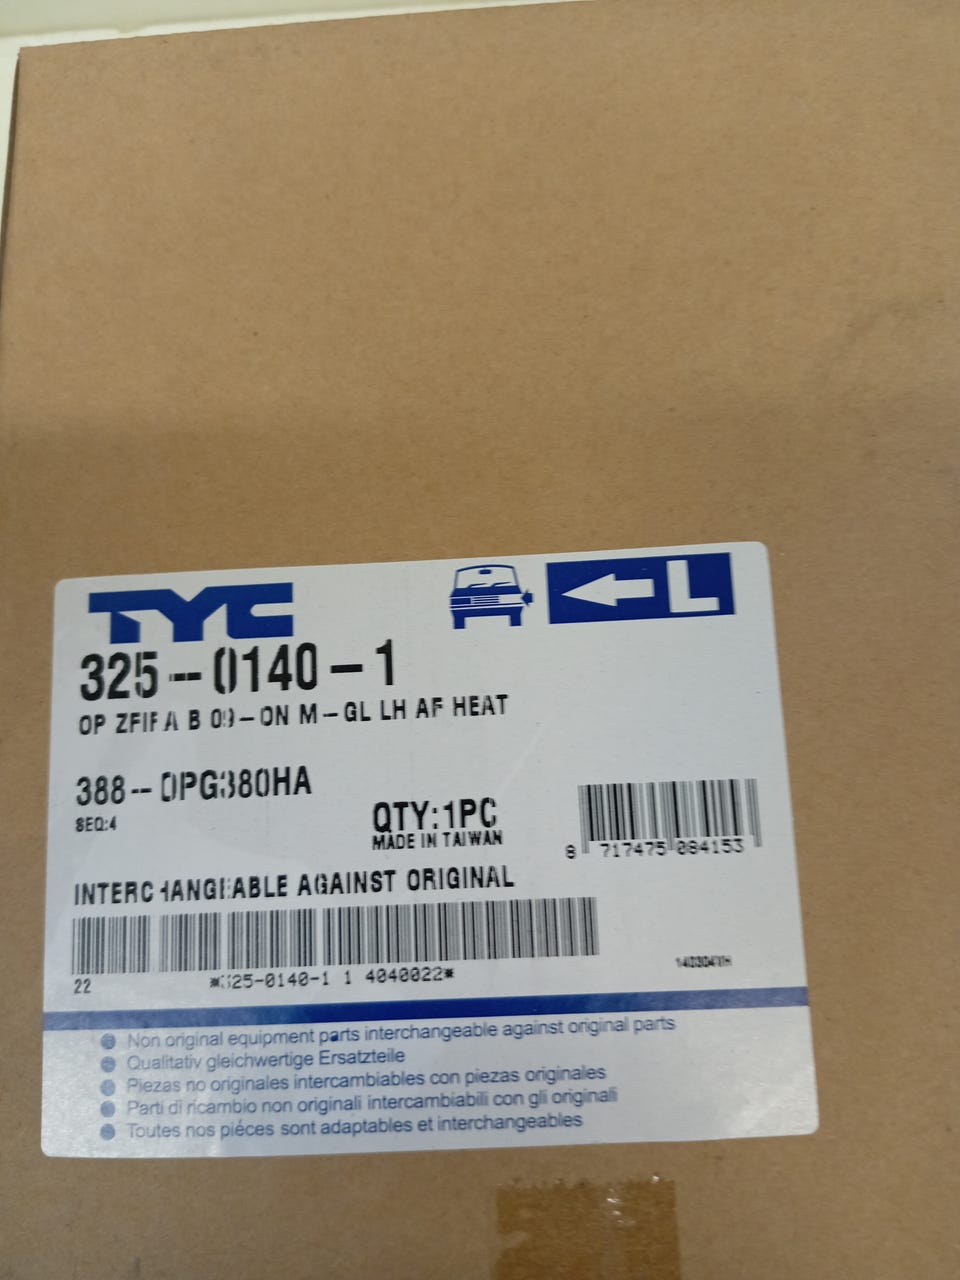 TYC
L
325-0140-1
OP ZFIFA B 09-ON M-GL LH AF HEAT
388-OPG380HA
SEQ:4
QTY:1PC
MADE IN TAIWAN
8 717475 084153
INTERCHANGEABLE AGAINST ORIGINAL
22
*325-0140-1 1 4040022*
Non original equipment parts interchangeable against original parts
Qualitativ gleichwertige Ersatzteile
Piezas no originales intercambiables con piezas originales
Parti di ricambio non originali intercambiabili con gli originali
Toutes nos piéces sont adaptables et interchangeables